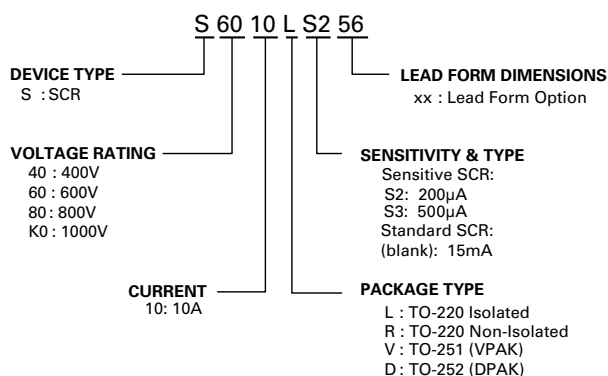 S 60 10 L S2 56
DEVICE TYPE
S : SCR
LEAD FORM DIMENSIONS
xx : Lead Form Option
VOLTAGE RATING
40 : 400V
60 : 600V
80 : 800V
K0 : 1000V
SENSITIVITY & TYPE
Sensitive SCR:
S2: 200µA
S3: 500µA
Standard SCR:
(blank): 15mA
CURRENT
10: 10A
PACKAGE TYPE
L : TO-220 Isolated
R : TO-220 Non-Isolated
V : TO-251 (VPAK)
D : TO-252 (DPAK)